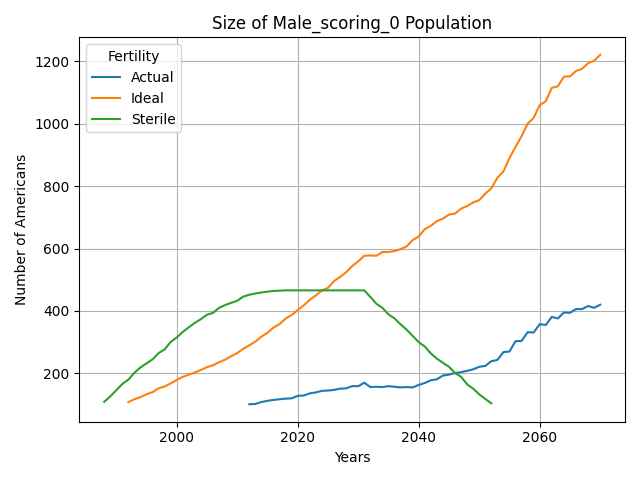 Size of Male_scoring_0 Population
Fertility
Actual
Ideal
Sterile
Number of Americans
1200
1000
800
600
400
200
2000
2020
2040
2060
Years